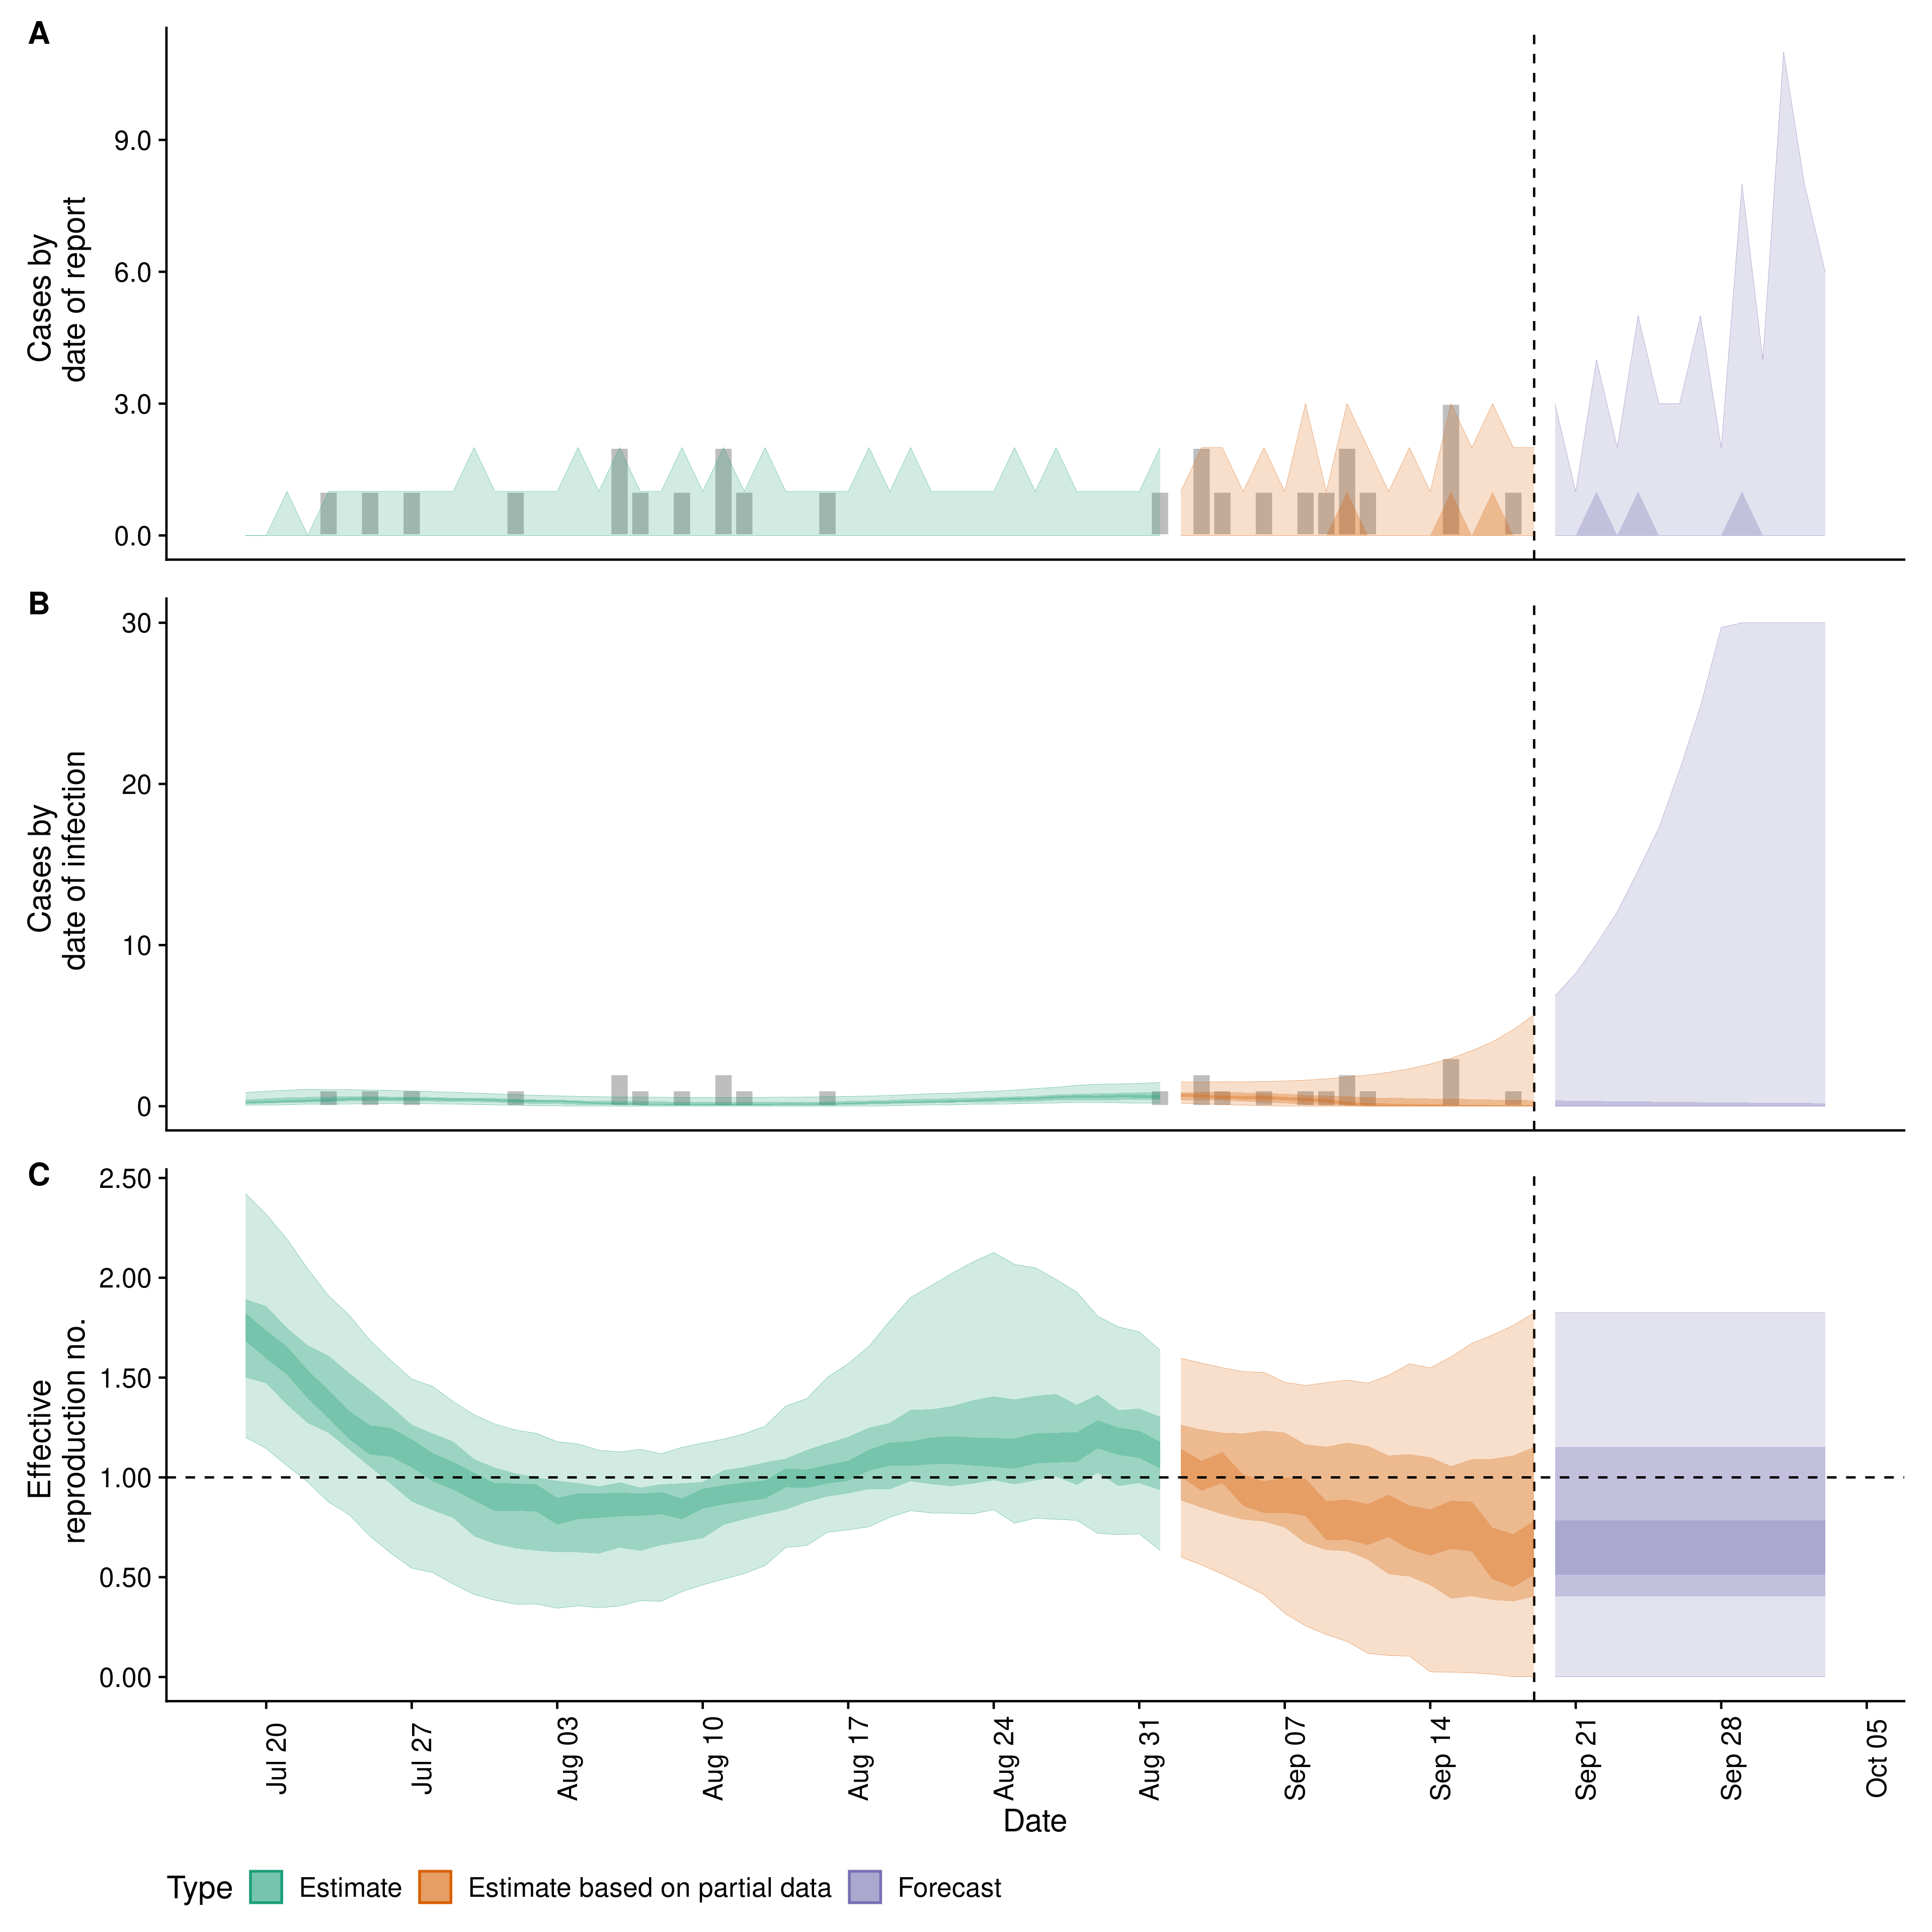 A
Cases by
date of report
9.0
6.0
3.0
0.0
B
Cases by
date of infection
30
20
10
0
C
Effective
reproduction no.
2.50
2.00
1.50
1.00
0.50
0.00
Jul 20
Jul 27
Aug 03
Aug 10
Aug 17
Aug 24
Aug 31
Sep 07
Sep 14
Sep 21
Sep 28
Oct 05
Date
Type Estimate Estimate based on partial data Forecast